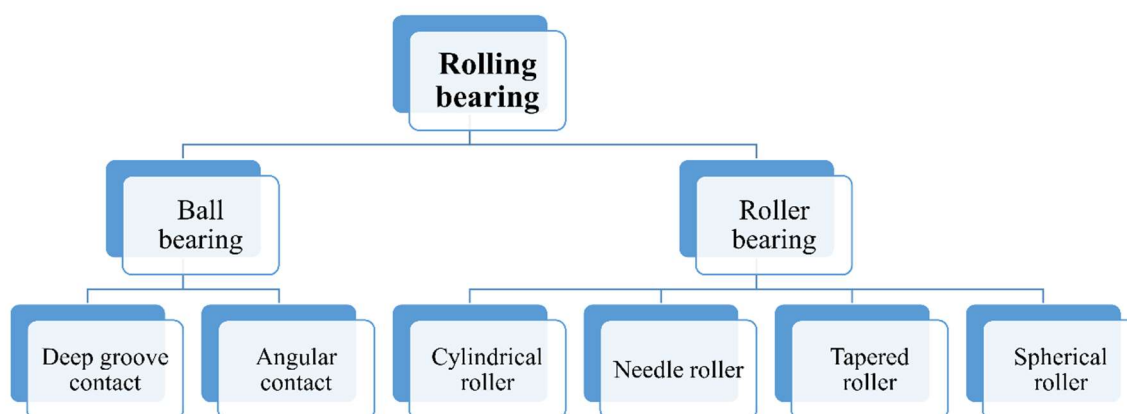 Rolling
bearing
Ball
bearing
Roller
bearing
Deep groove
contact
Angular
contact
Cylindrical
roller
Needle roller
Tapered
roller
Spherical
roller